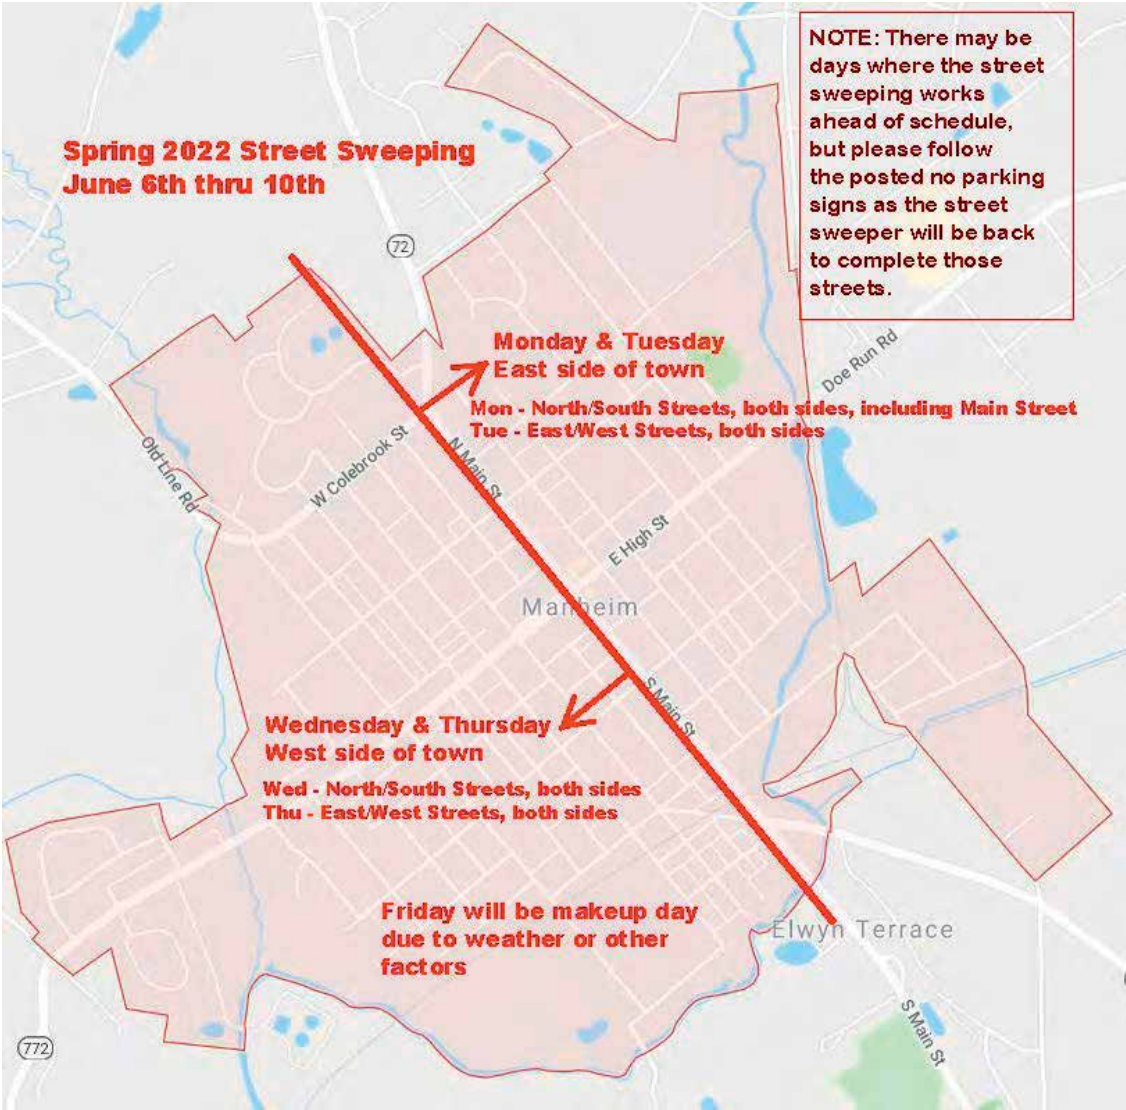 NOTE: There may be
days where the street
sweeping works
ahead of schedule,
but please follow
the posted no parking
signs as the street
sweeper will be back
to complete those
streets.
Spring 2022 Street Sweeping
June 6th thru 10th
72
Monday & Tuesday
East side of town
Mon - North/South Streets, both sides, including Main Street
Tue - East/West Streets, both sides
Doe Run Rd
Old Line Rd
W Colebrook St
N Main St
E High St
Manheim
S Main St
Wednesday & Thursday
West side of town
Wed - North/South Streets, both sides
Thu - East/West Streets, both sides
Friday will be makeup day
due to weather or other
factors
Elwyn Terrace
S Main St
772